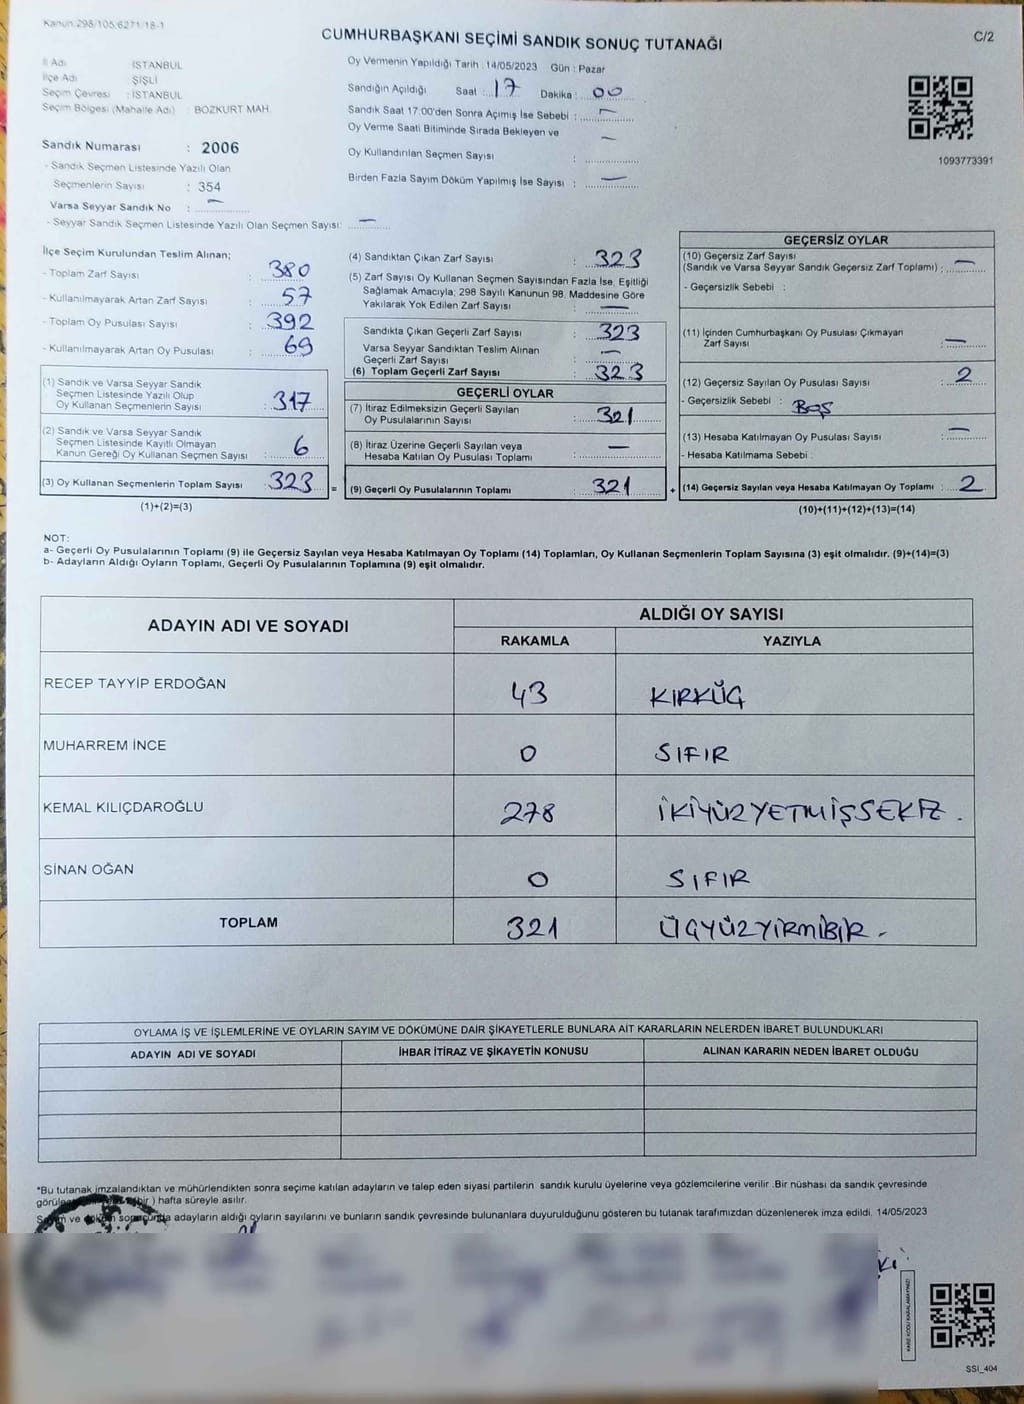 Kanun:298/105,6271/18-1
CUMHURBAŞKANI SEÇİMİ SANDIK SONUÇ TUTANAĞI
C/2
İl Adı : İSTANBUL
İlçe Adı : ŞİŞLİ
Seçim Çevresi : İSTANBUL
Seçim Bölgesi (Mahalle Adı) : BOZKURT MAH.
Oy Vermenin Yapıldığı Tarih : 14/05/2023 Gün : Pazar
Sandığın Açıldığı Saat : 17 Dakika : 00
Sandık Saat 17:00'den Sonra Açılmış İse Sebebi : —
Oy Verme Saati Bitiminde Sırada Bekleyen ve —
Oy Kullandırılan Seçmen Sayısı :
Birden Fazla Sayım Döküm Yapılmış İse Sayısı : —
1093773391
Sandık Numarası : 2006
- Sandık Seçmen Listesinde Yazılı Olan
Seçmenlerin Sayısı : 354
Varsa Seyyar Sandık No : —
- Seyyar Sandık Seçmen Listesinde Yazılı Olan Seçmen Sayısı: —
İlçe Seçim Kurulundan Teslim Alınan;
- Toplam Zarf Sayısı : 380
- Kullanılmayarak Artan Zarf Sayısı : 57
- Toplam Oy Pusulası Sayısı : 392
- Kullanılmayarak Artan Oy Pusulası : 69
(1) Sandık ve Varsa Seyyar Sandık
Seçmen Listesinde Yazılı Olup
Oy Kullanan Seçmenlerin Sayısı : 317
(2) Sandık ve Varsa Seyyar Sandık
Seçmen Listesinde Kayıtlı Olmayan
Kanun Gereği Oy Kullanan Seçmen Sayısı : 6
(3) Oy Kullanan Seçmenlerin Toplam Sayısı : 323 =
(1)+(2)=(3)
(4) Sandıktan Çıkan Zarf Sayısı : 323
(5) Zarf Sayısı Oy Kullanan Seçmen Sayısından Fazla İse, Eşitliği
Sağlamak Amacıyla; 298 Sayılı Kanunun 98. Maddesine Göre
Yakılarak Yok Edilen Zarf Sayısı : —
Sandıkta Çıkan Geçerli Zarf Sayısı : 323
Varsa Seyyar Sandıktan Teslim Alınan
Geçerli Zarf Sayısı : —
(6) Toplam Geçerli Zarf Sayısı : 323
GEÇERLİ OYLAR
(7) İtiraz Edilmeksizin Geçerli Sayılan
Oy Pusulalarının Sayısı : 321
(8) İtiraz Üzerine Geçerli Sayılan veya
Hesaba Katılan Oy Pusulası Toplamı : —
(9) Geçerli Oy Pusulalarının Toplamı : 321 +
GEÇERSİZ OYLAR
(10) Geçersiz Zarf Sayısı
(Sandık ve Varsa Seyyar Sandık Geçersiz Zarf Toplamı) : —
- Geçersizlik Sebebi :
(11) İçinden Cumhurbaşkanı Oy Pusulası Çıkmayan
Zarf Sayısı : —
(12) Geçersiz Sayılan Oy Pusulası Sayısı : 2
- Geçersizlik Sebebi : BOŞ
(13) Hesaba Katılmayan Oy Pusulası Sayısı : —
- Hesaba Katılmama Sebebi :
(14) Geçersiz Sayılan veya Hesaba Katılmayan Oy Toplamı : 2
(10)+(11)+(12)+(13)=(14)
NOT:
a- Geçerli Oy Pusulalarının Toplamı (9) ile Geçersiz Sayılan veya Hesaba Katılmayan Oy Toplamı (14) Toplamları, Oy Kullanan Seçmenlerin Toplam Sayısına (3) eşit olmalıdır. (9)+(14)=(3)
b- Adayların Aldığı Oyların Toplamı, Geçerli Oy Pusulalarının Toplamına (9) eşit olmalıdır.
ADAYIN ADI VE SOYADI
ALDIĞI OY SAYISI
RAKAMLA YAZIYLA
RECEP TAYYİP ERDOĞAN 43 KIRKÜÇ
MUHARREM İNCE 0 SIFIR
KEMAL KILIÇDAROĞLU 278 İKİYÜZYETMİŞSEKİZ.
SİNAN OĞAN 0 SIFIR
TOPLAM 321 ÜÇYÜZYİRMİBİR -
OYLAMA İŞ VE İŞLEMLERİNE VE OYLARIN SAYIM VE DÖKÜMÜNE DAİR ŞİKAYETLERLE BUNLARA AİT KARARLARIN NELERDEN İBARET BULUNDUKLARI
ADAYIN ADI VE SOYADI İHBAR İTİRAZ VE ŞİKAYETİN KONUSU ALINAN KARARIN NEDEN İBARET OLDUĞU
*Bu tutanak imzalandıktan ve mühürlendikten sonra seçime katılan adayların ve talep eden siyasi partilerin sandık kurulu üyelerine veya gözlemcilerine verilir .Bir nüshası da sandık çevresinde
bir ) hafta süreyle asılır.
Sayım ve döküm sonucunda adayların aldığı oyların sayılarını ve bunların sandık çevresinde bulunanlara duyurulduğunu gösteren bu tutanak tarafımızdan düzenlenerek imza edildi. 14/05/2023
KARE KODU KARALAMAYINIZ!
SSI_404